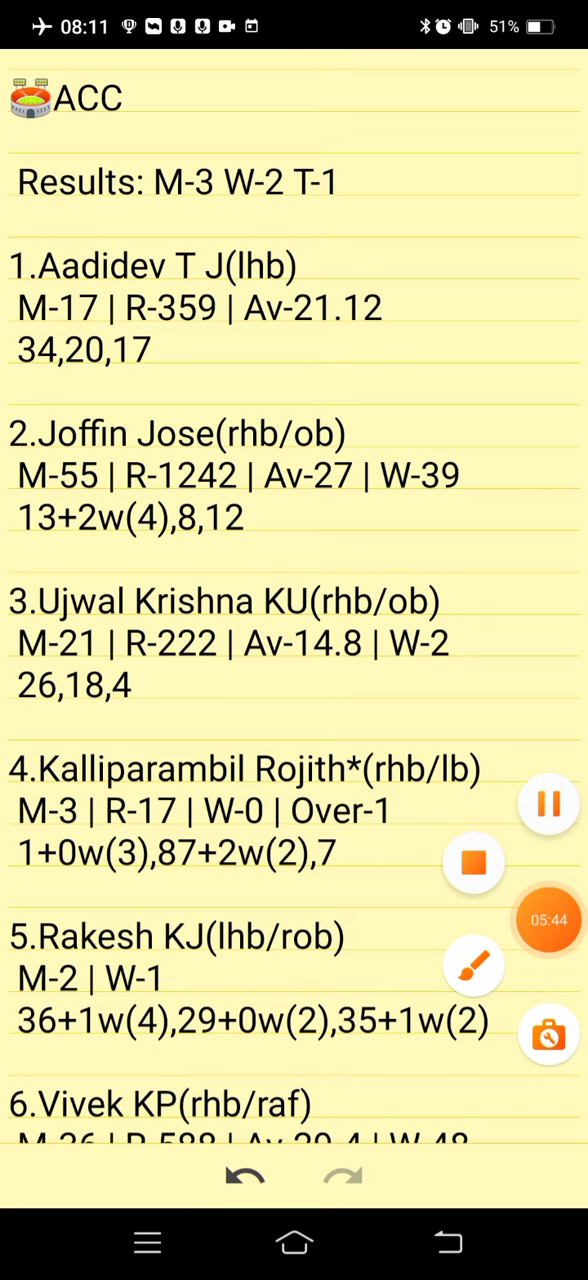 08:11
51%
ACC
Results: M-3 W-2 T-1
1.Aadidev T J(lhb)
M-17 | R-359 | Av-21.12
34,20,17
2.Joffin Jose(rhb/ob)
M-55 | R-1242 | Av-27 | W-39
13+2w(4),8,12
3.Ujwal Krishna KU(rhb/ob)
M-21 | R-222 | Av-14.8 | W-2
26,18,4
4.Kalliparambil Rojith*(rhb/lb)
M-3 | R-17 | W-0 | Over-1
1+0w(3),87+2w(2),7
05:44
5.Rakesh KJ(lhb/rob)
M-2 | W-1
36+1w(4),29+0w(2),35+1w(2)
6.Vivek KP(rhb/raf)